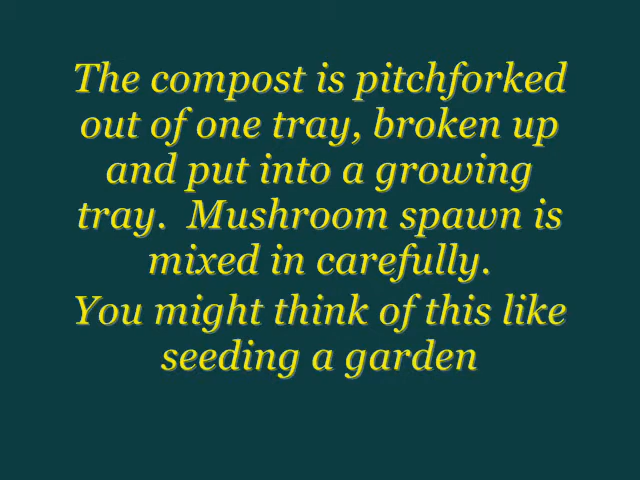 The compost is pitchforked
out of one tray, broken up
and put into a growing
tray.  Mushroom spawn is
mixed in carefully.
You might think of this like
seeding a garden